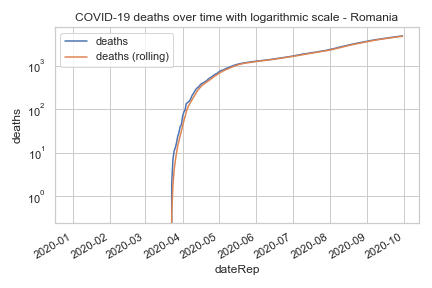 COVID-19 deaths over time with logarithmic scale - Romania
deaths
deaths (rolling)
10³
10²
10¹
10⁰
deaths
2020-01
2020-02
2020-03
2020-04
2020-05
2020-06
2020-07
2020-08
2020-09
2020-10
dateRep